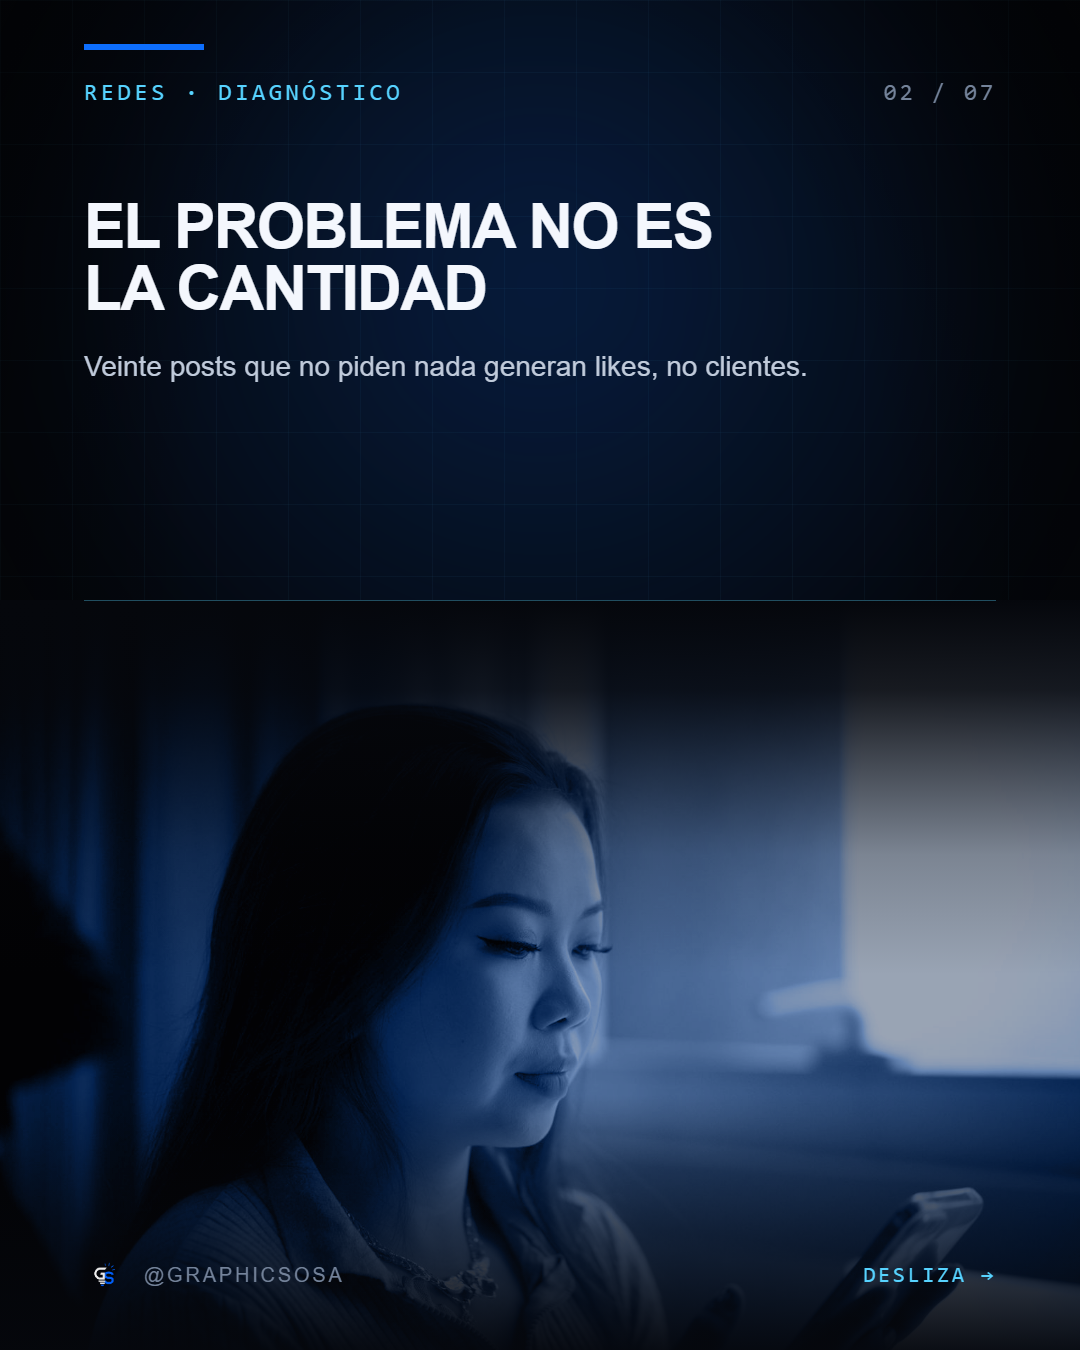 REDES · DIAGNÓSTICO
02 / 07
EL PROBLEMA NO ES
LA CANTIDAD
Veinte posts que no piden nada generan likes, no clientes.
GS
@GRAPHICSOSA
DESLIZA →